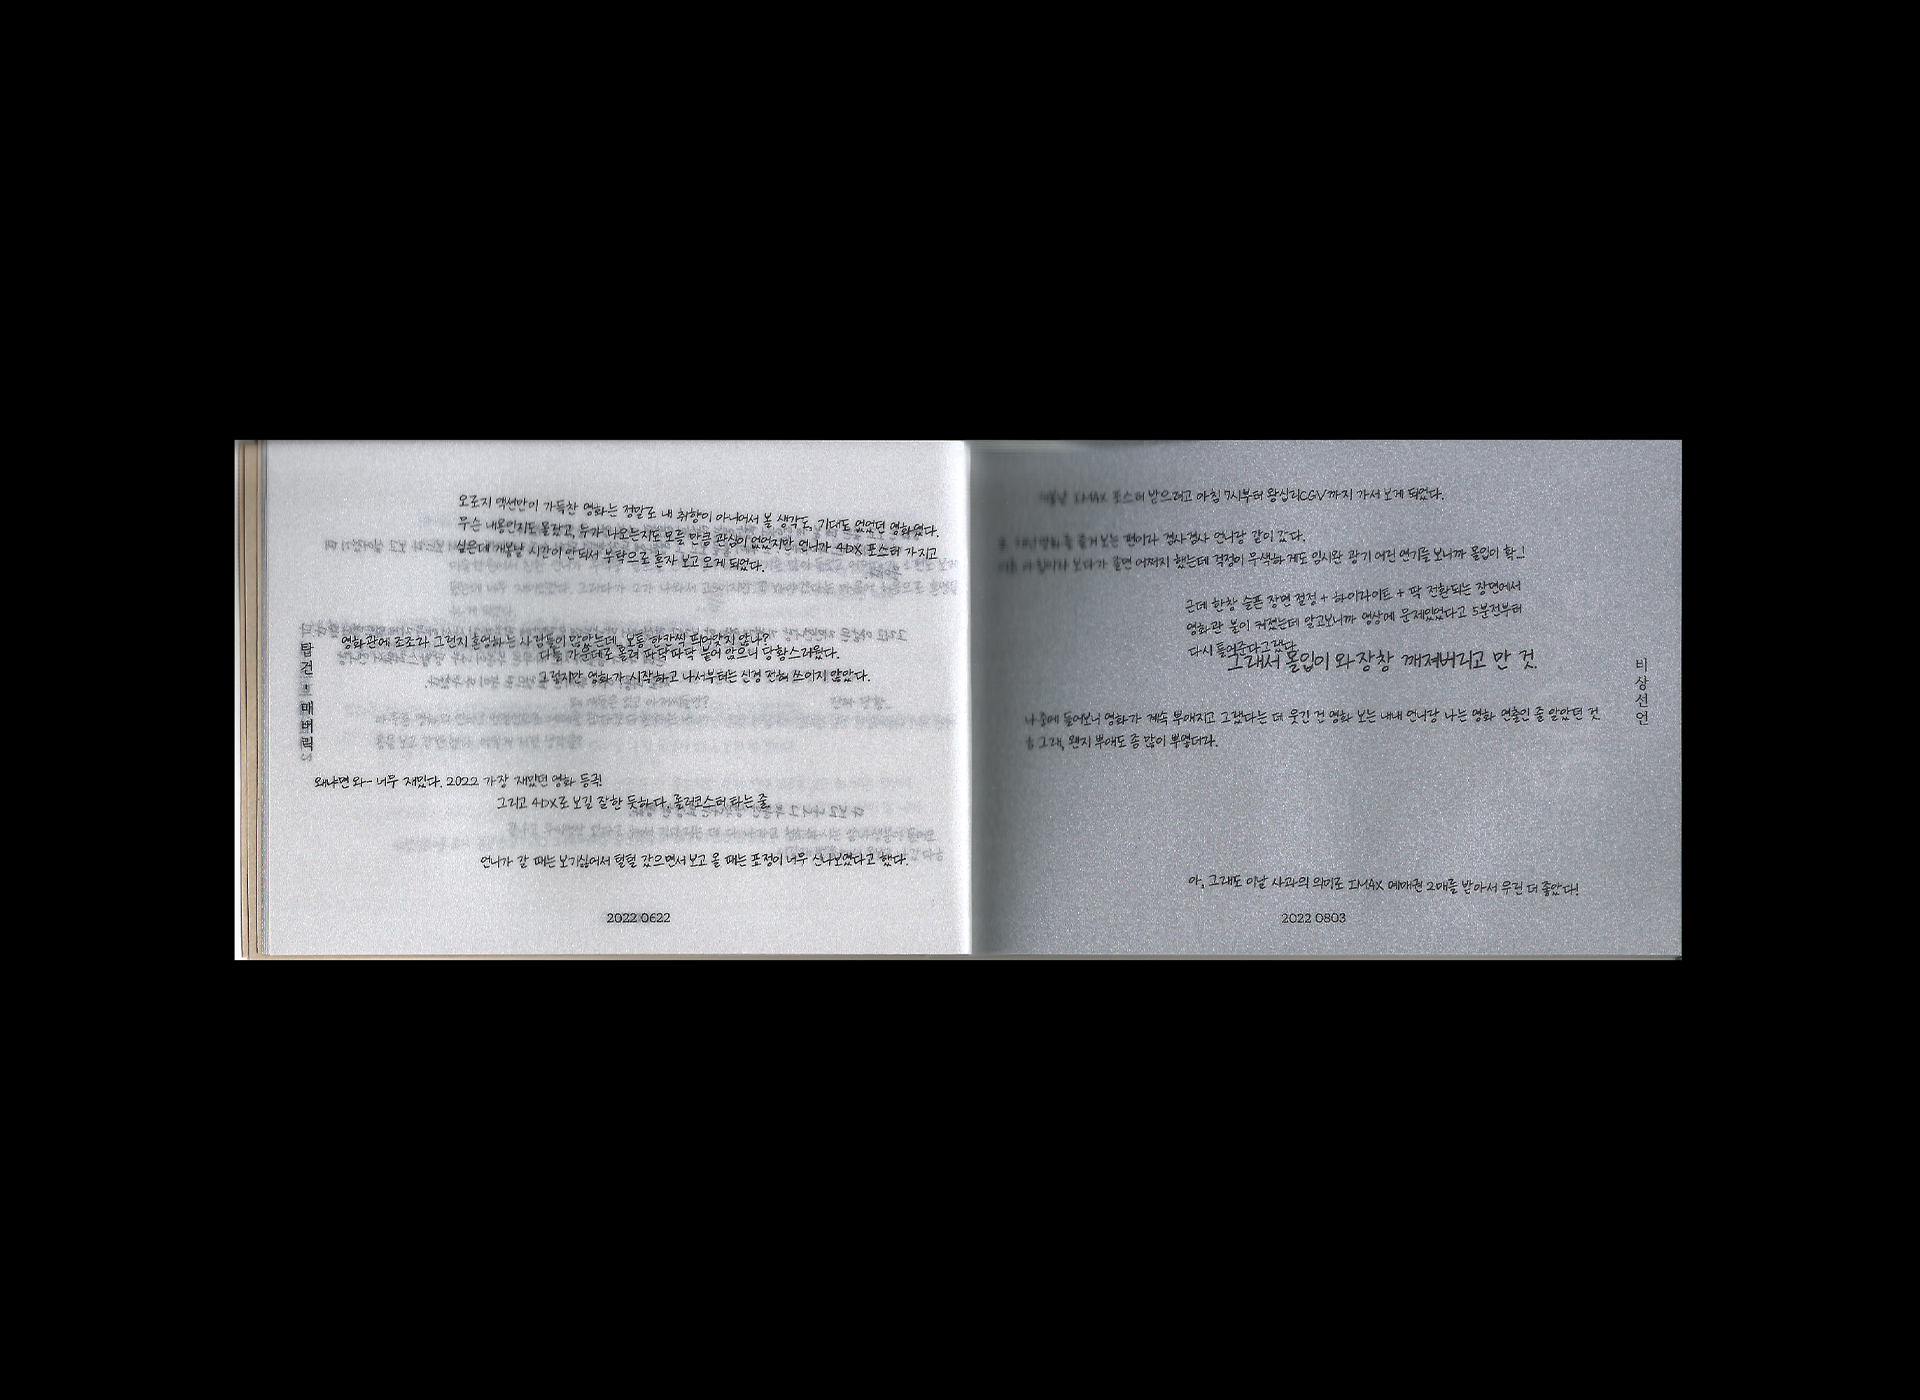 오로지 액션만이 가득찬 영화는 정말로 내 취향이 아니어서 볼 생각도, 기대도 없었던 영화였다.
무슨 내용인지도 몰랐고, 누가 나오는지도 모를 만큼 관심이 없었지만 언니가 4DX 포스터 가지고
싶은데 개봉날 시간이 안되서 부탁으로 혼자 보고 오게 되었다.
영화관에 조조라 그런지 혼영하는 사람들이 많았는데, 보통 한칸씩 띄어앉지 않나?
다들 가운데로 몰려 따닥따닥 붙어 앉으니 당황스러웠다.
그렇지만 영화가 시작하고 나서부터는 신경 전혀 쓰이지 않았다.
탑건 : 매버릭
왜냐면 와- 너무 재밌다. 2022 가장 재밌던 영화 등극!
그리고 4DX로 보길 잘한 듯하다. 롤러코스터 타는 줄
언니가 갈 때는 보기싫어서 털털 갔으면서 보고 올 때는 표정이 너무 신나보였다고 했다.
2022 0622
개봉날 IMAX 포스터 받으려고 아침 7시부터 왕십리CGV까지 가서 보게 되었다.
즐겨보는 편이라 겸사겸사 언니랑 같이 갔다.
아침이라 보다가 졸면 어쩌지 했는데 걱정이 무색하게도 임시완 광기 어린 연기를 보니까 몰입이 확_!
근데 한창 슬픈 장면 절정 + 하이라이트 + 딱 전환되는 장면에서
영화관 불이 켜졌는데 알고보니까 영상에 문제있었다고 5분전부터
다시 틀어준다그랬다.
그래서 몰입이 와장창 깨져버리고 만 것.
나중에 들어보니 영화가 계속 뿌얘지고 그랬다는 더 웃긴 건 영화 보는 내내 언니랑 나는 영화 연출인 줄 알았던 것
그래, 왠지 뿌얘도 좀 많이 뿌옇더라.
비상선언
아, 그래도 이날 사과의 의미로 IMAX 예매권 2매를 받아서 우린 더 좋았다!
2022 0803